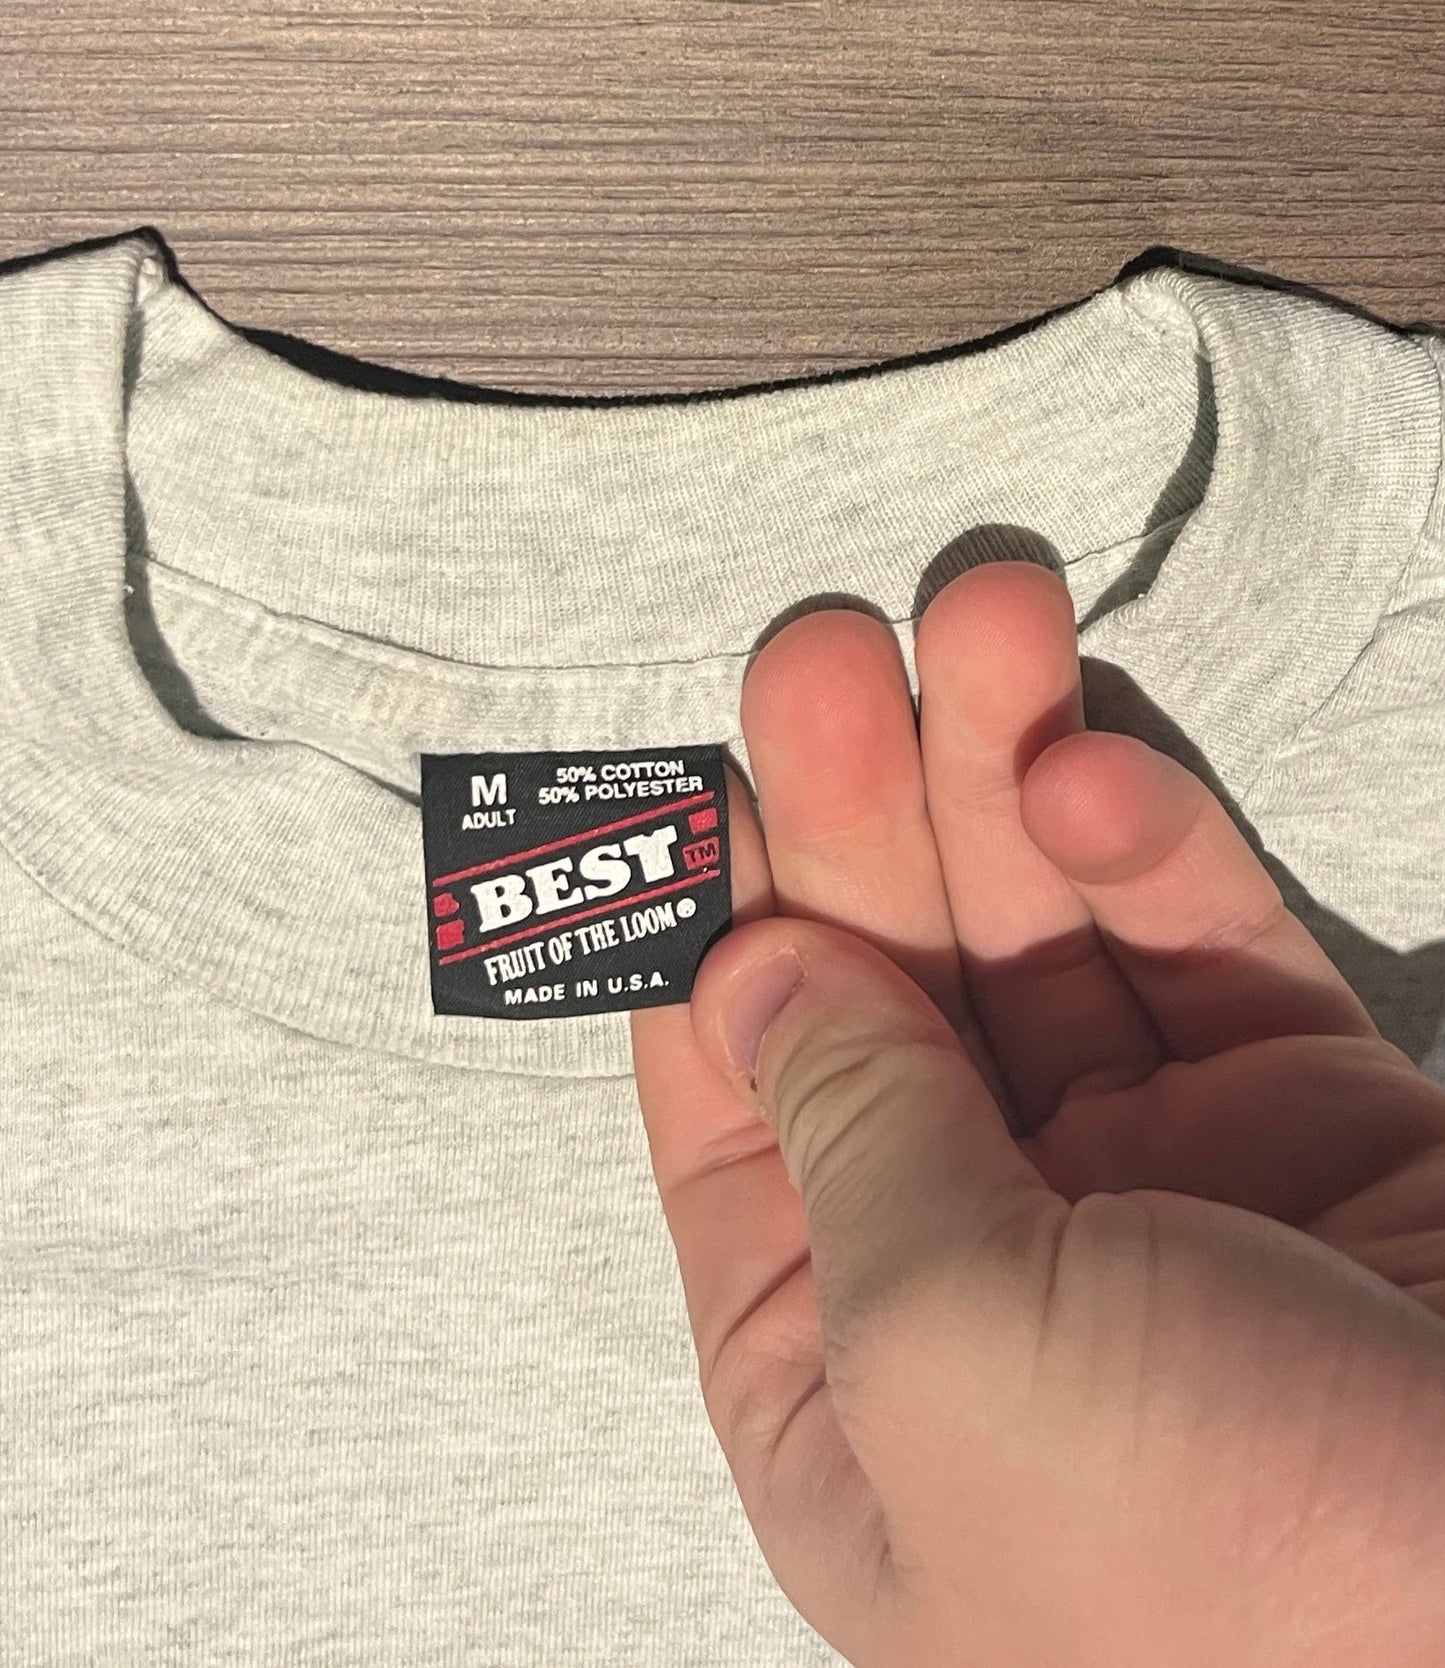 M
ADULT
50% COTTON
50% POLYESTER
BEST
TM
FRUIT OF THE LOOM®
MADE IN U.S.A.